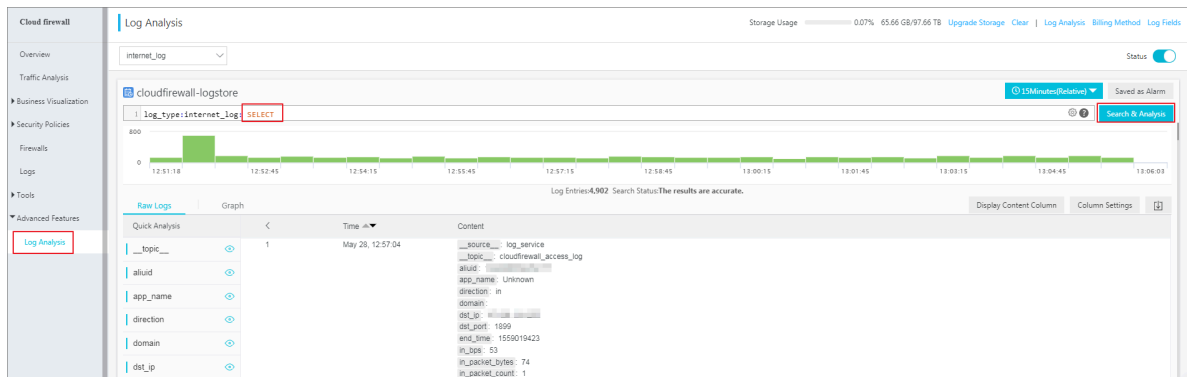 Cloud firewall
Log Analysis
Storage Usage 0.07% 65.66 GB/97.66 TB Upgrade Storage Clear | Log Analysis Billing Method Log Fields
Overview
internet_log
Status
Traffic Analysis
Business Visualization
cloudfirewall-logstore
15Minutes(Relative)
Saved as Alarm
1 log_type:internet_log SELECT
Search & Analysis
Security Policies
800
Firewalls
0
12:51:18 12:52:45 12:54:15 12:55:45 12:57:15 12:58:45 13:00:15 13:01:45 13:03:15 13:04:45 13:06:03
Logs
Log Entries:4,902 Search Status:The results are accurate.
Tools
Raw Logs Graph
Display Content Column Column Settings
Advanced Features
Quick Analysis < Time Content
Log Analysis
__topic__
1 May 28, 12:57:04
__source__: log_service
__topic__: cloudfirewall_access_log
aliuid
aliuid:
app_name: Unknown
app_name
direction: in
domain:
direction
dst_ip:
dst_port: 1899
domain
end_time: 1559019423
in_bps: 53
dst_ip
in_packet_bytes: 74
in_packet_count: 1